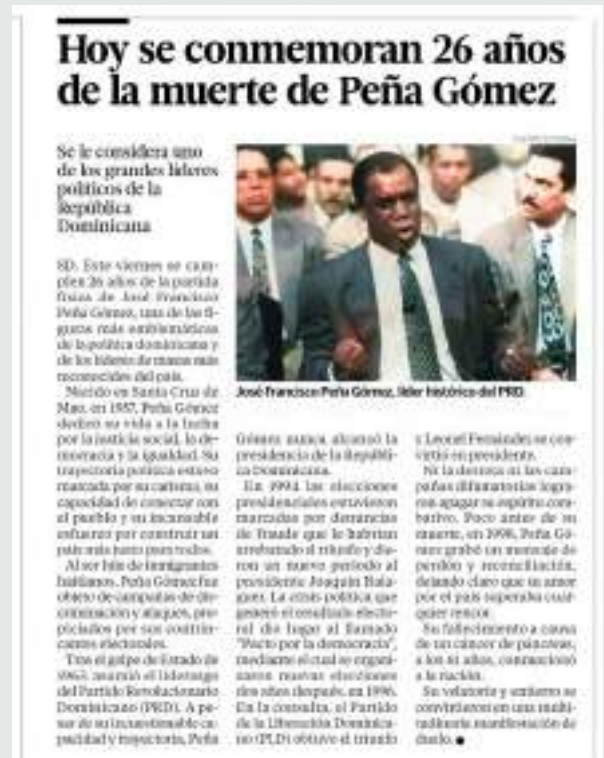 Hoy se conmemoran 26 años
de la muerte de Peña Gómez
Se le considera uno
de los grandes líderes
políticos de la
República
Dominicana
José Francisco Peña Gómez, líder histórico del PRD.
SD. Este viernes se cum-
plen 26 años de la partida
física de José Francisco
Peña Gómez, una de las fi-
guras más emblemáticas
de la política dominicana y
de los líderes de masas más
reconocidos del país.
Nacido en Santa Cruz de
Mao, en 1937, Peña Gómez
dedicó su vida a la lucha
por la justicia social, la de-
mocracia y la igualdad. Su
trayectoria política estuvo
marcada por su carisma, su
capacidad de conectar con
el pueblo y su incansable
esfuerzo por construir un
país más justo para todos.
Al ser hijo de inmigrantes
haitianos, Peña Gómez fue
objeto de campañas de dis-
criminación y ataques, pro-
piciados por sus contrin-
cantes electorales.
Tras el golpe de Estado de
1963, asumió el liderazgo
del Partido Revolucionario
Dominicano (PRD). A pe-
sar de su incuestionable ca-
pacidad y trayectoria, Peña
Gómez nunca alcanzó la
presidencia de la Repúbli-
ca Dominicana.
En 1994 las elecciones
presidenciales estuvieron
marcadas por denuncias
de fraude que le habrían
arrebatado el triunfo y die-
ron un nuevo período al
presidente Joaquín Bala-
guer. La crisis política que
generó el resultado electo-
ral dio lugar al llamado
"Pacto por la democracia",
mediante el cual se organi-
zaron nuevas elecciones
dos años después, en 1996.
En la consulta, el Partido
de la Liberación Dominica-
no (PLD) obtuvo el triunfo
y Leonel Fernández se con-
virtió en presidente.
Ni la derrota ni las cam-
pañas difamatorias logra-
ron apagar su espíritu com-
bativo. Poco antes de su
muerte, en 1998, Peña Gó-
mez grabó un mensaje de
perdón y reconciliación,
dejando claro que su amor
por el país superaba cual-
quier rencor.
Su fallecimiento a causa
de un cáncer de páncreas,
a los 61 años, conmocionó
a la nación.
Su velatorio y entierro se
convirtieron en una multi-
tudinaria manifestación de
duelo.